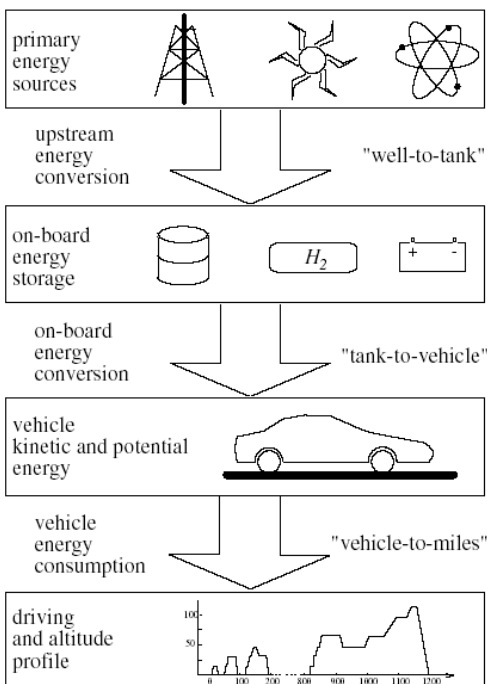 primary
energy
sources
upstream
energy
conversion
"well-to-tank"
on-board
energy
storage
H2
+ -
on-board
energy
conversion
"tank-to-vehicle"
vehicle
kinetic and potential
energy
vehicle
energy
consumption
"vehicle-to-miles"
driving
and altitude
profile
100
50
0 50 100 150 200 800 900 1000 1100 1200